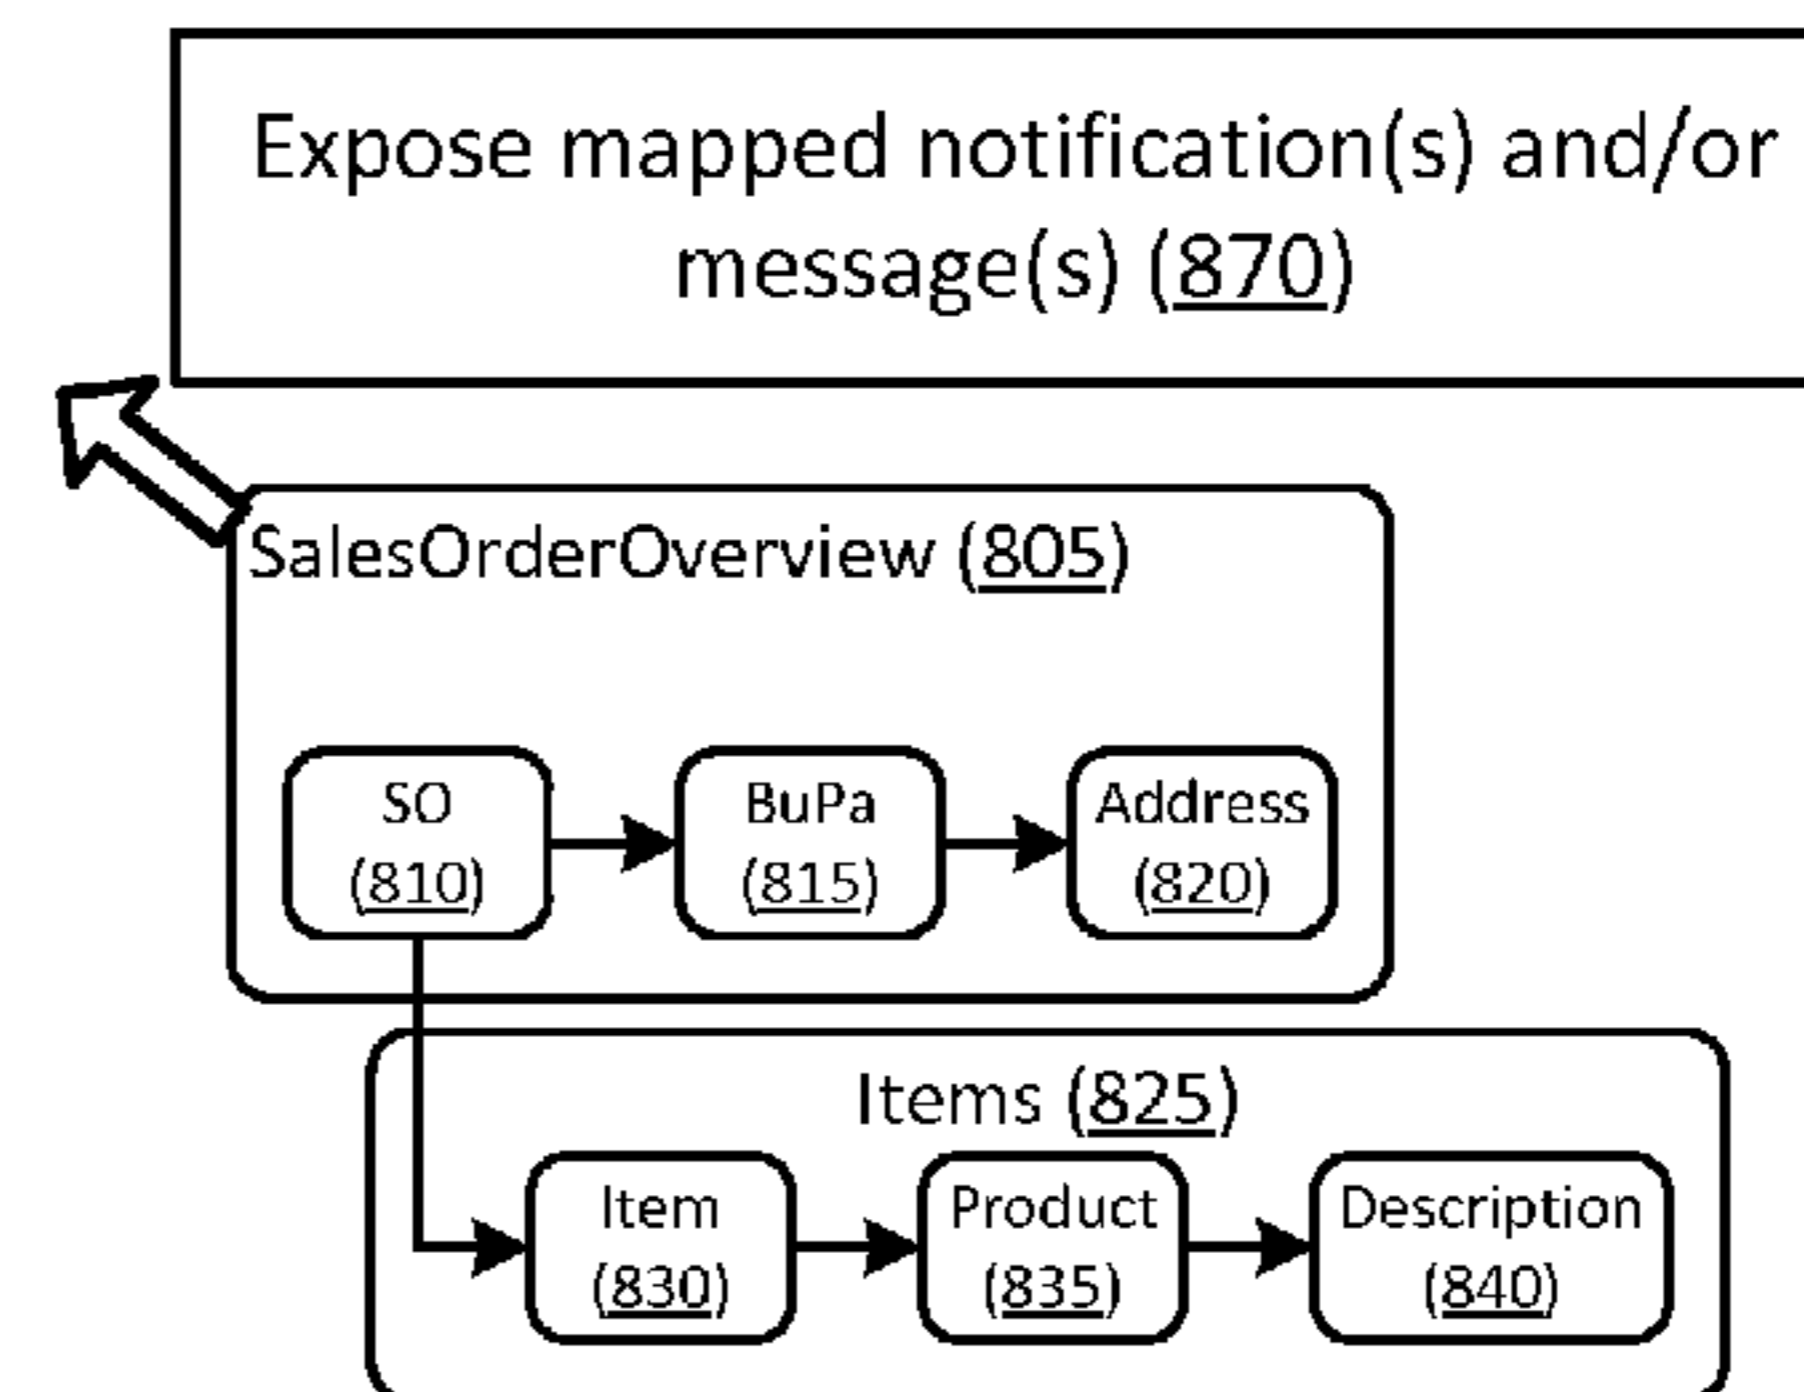 Expose mapped notification(s) and/or
message(s) (870)
SalesOrderOverview (805)
SO
(810)
BuPa
(815)
Address
(820)
Items (825)
Item
(830)
Product
(835)
Description
(840)